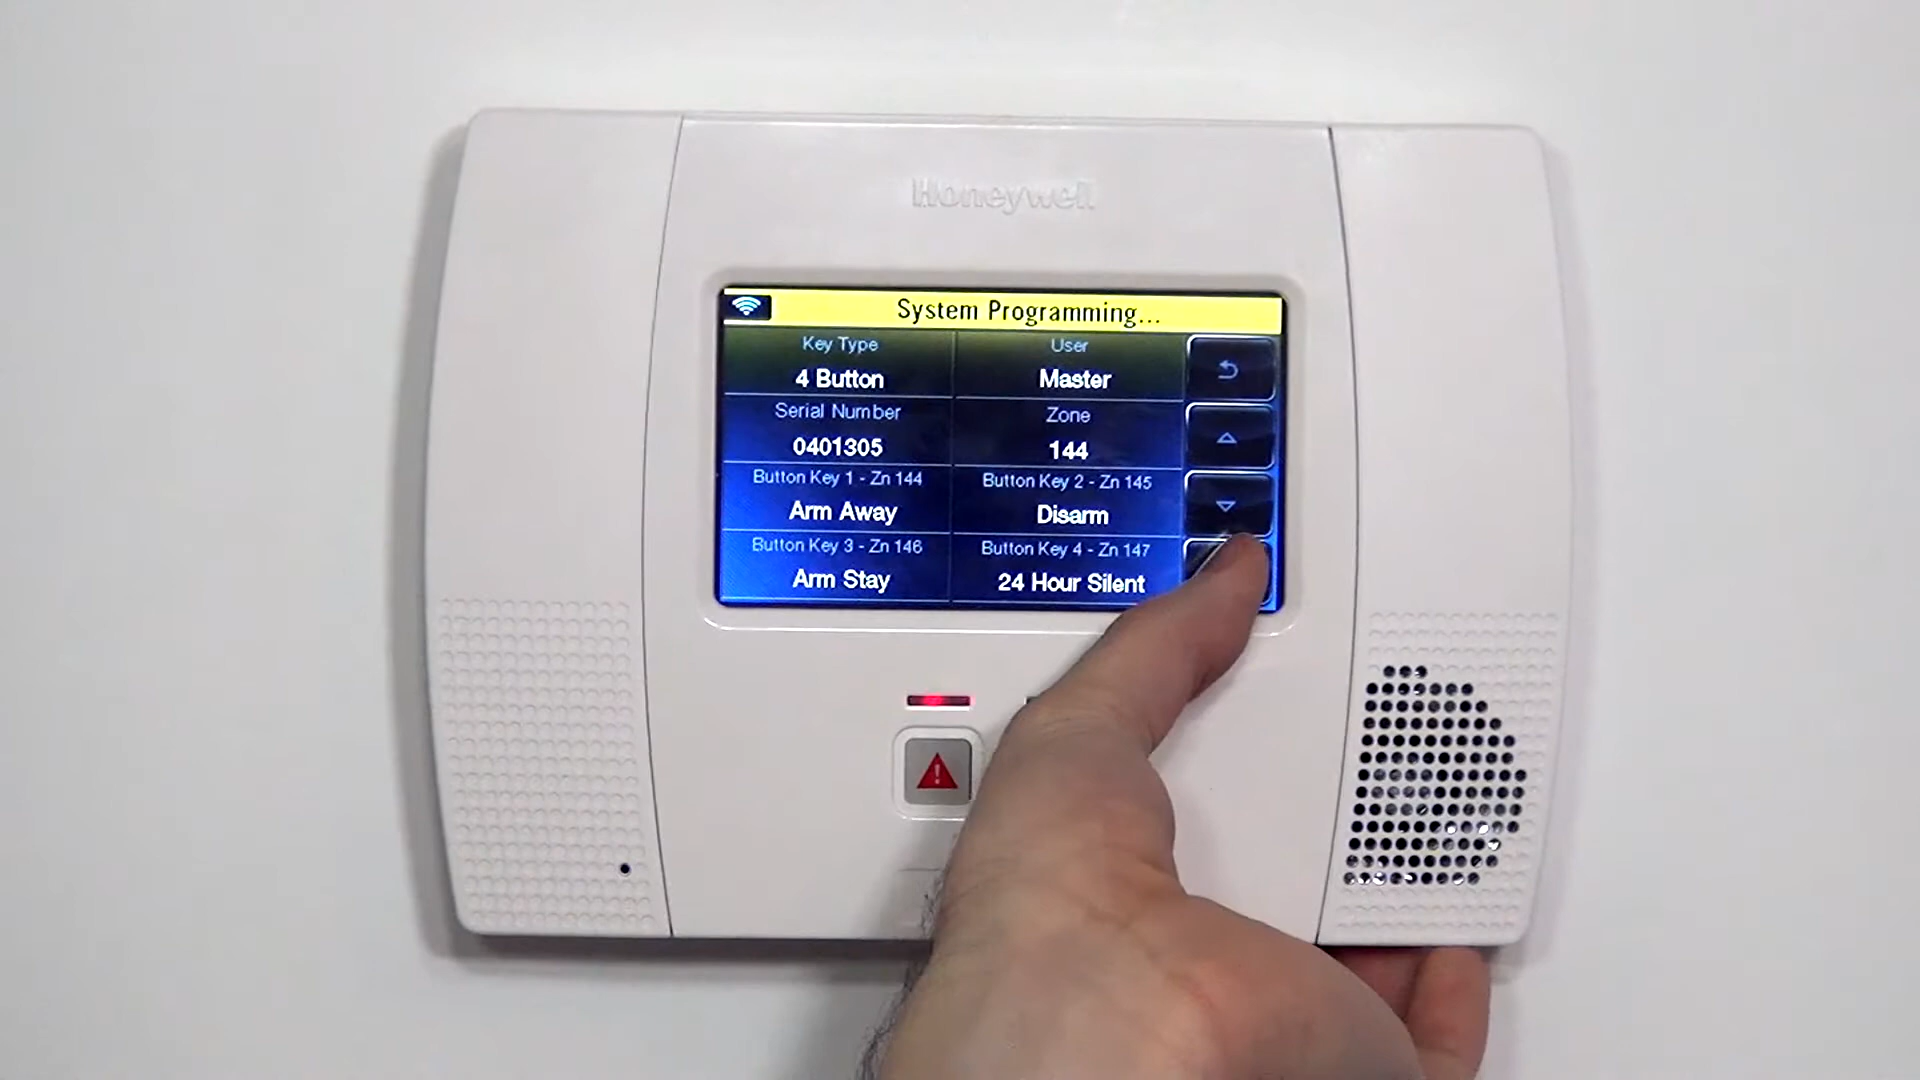 Honeywell
System Programming...
Key Type
User
4 Button
Master
Serial Number
Zone
0401305
144
Button Key 1 - Zn 144
Button Key 2 - Zn 145
Arm Away
Disarm
Button Key 3 - Zn 146
Button Key 4 - Zn 147
Arm Stay
24 Hour Silent